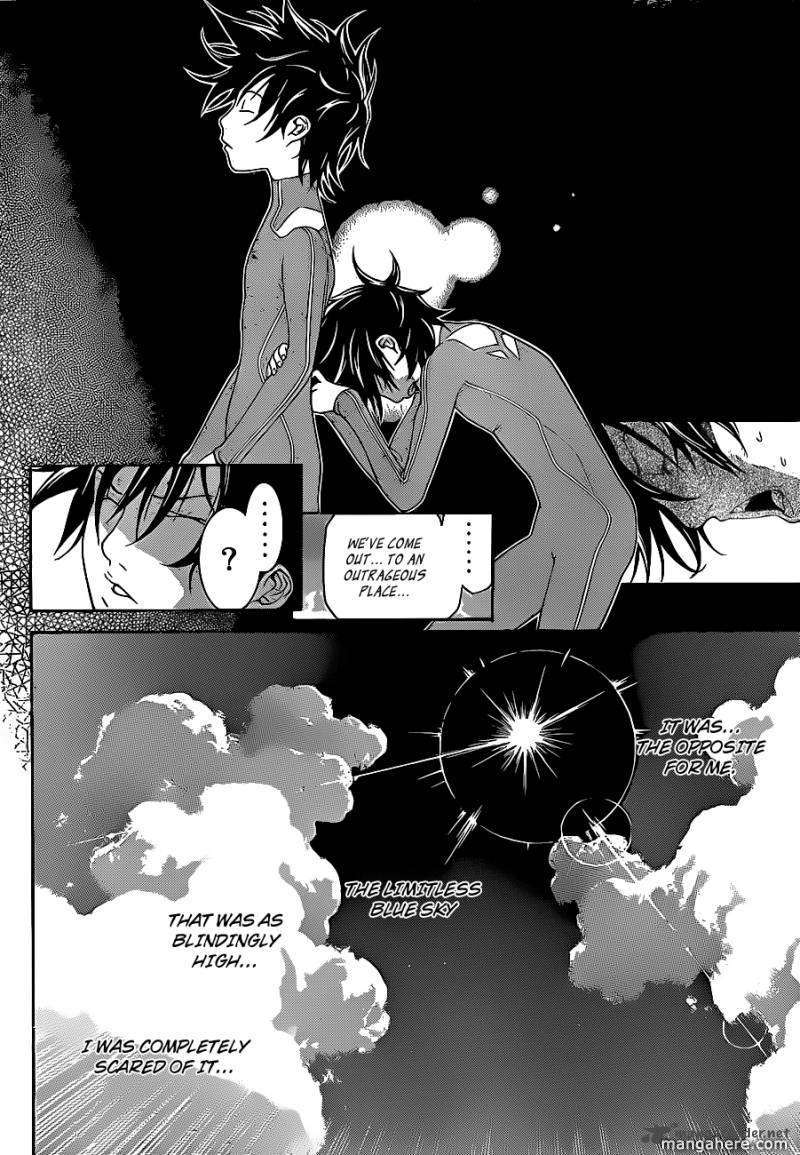 WE'VE COME
OUT... TO AN
OUTRAGEOUS
PLACE...
?
IT WAS...
THE OPPOSITE
FOR ME.
THE LIMITLESS
BLUE SKY
THAT WAS AS
BLINDINGLY
HIGH...
I WAS COMPLETELY
SCARED OF IT...
mangahere.com